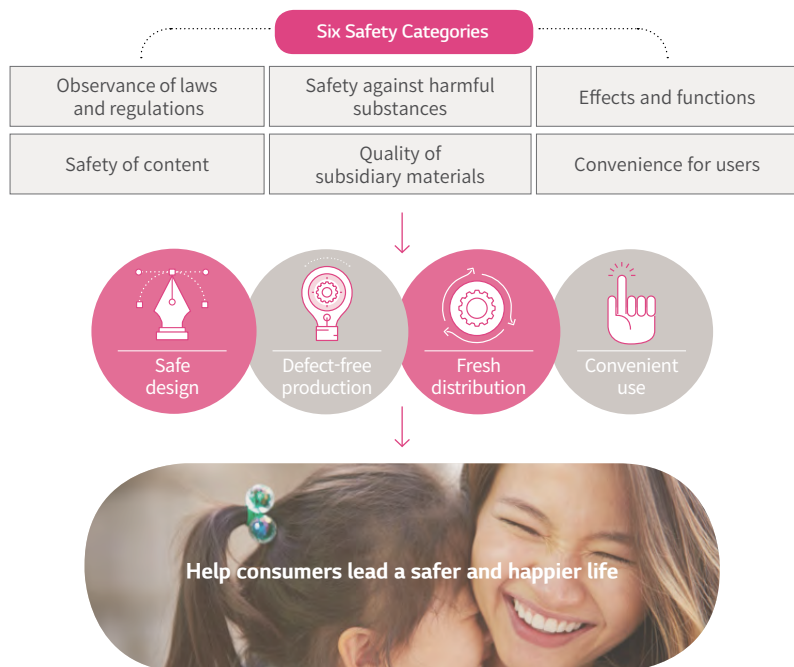 Six Safety Categories
Observance of laws
and regulations
Safety against harmful
substances
Effects and functions
Safety of content
Quality of
subsidiary materials
Convenience for users
Safe
design
Defect-free
production
Fresh
distribution
Convenient
use
Help consumers lead a safer and happier life